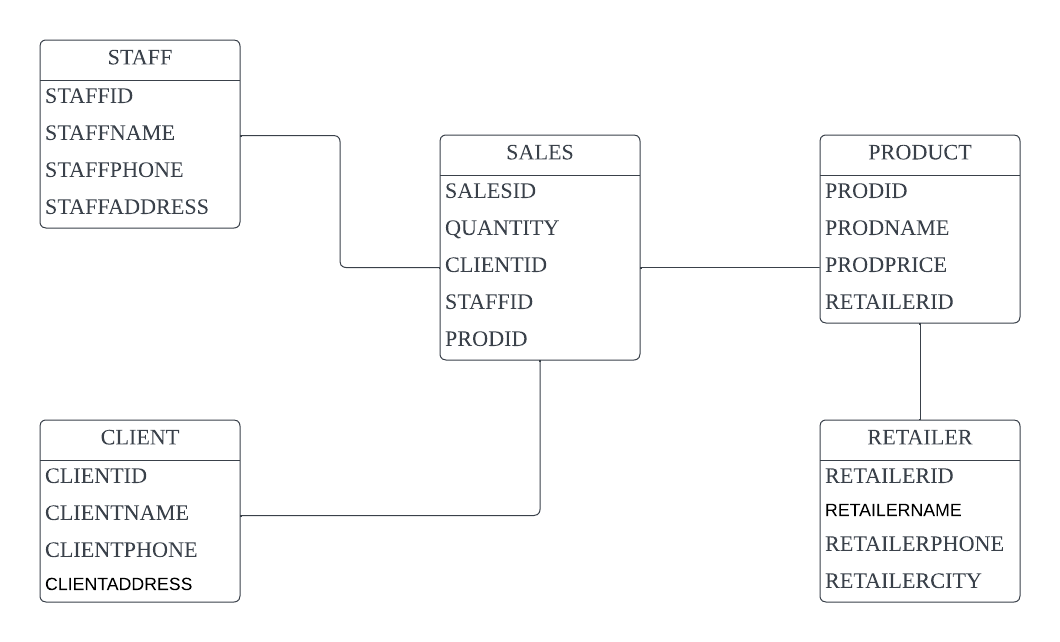 STAFF
STAFFID
STAFFNAME
STAFFPHONE
STAFFADDRESS
SALES
SALESID
QUANTITY
CLIENTID
STAFFID
PRODID
PRODUCT
PRODID
PRODNAME
PRODPRICE
RETAILERID
CLIENT
CLIENTID
CLIENTNAME
CLIENTPHONE
CLIENTADDRESS
RETAILER
RETAILERID
RETAILERNAME
RETAILERPHONE
RETAILERCITY